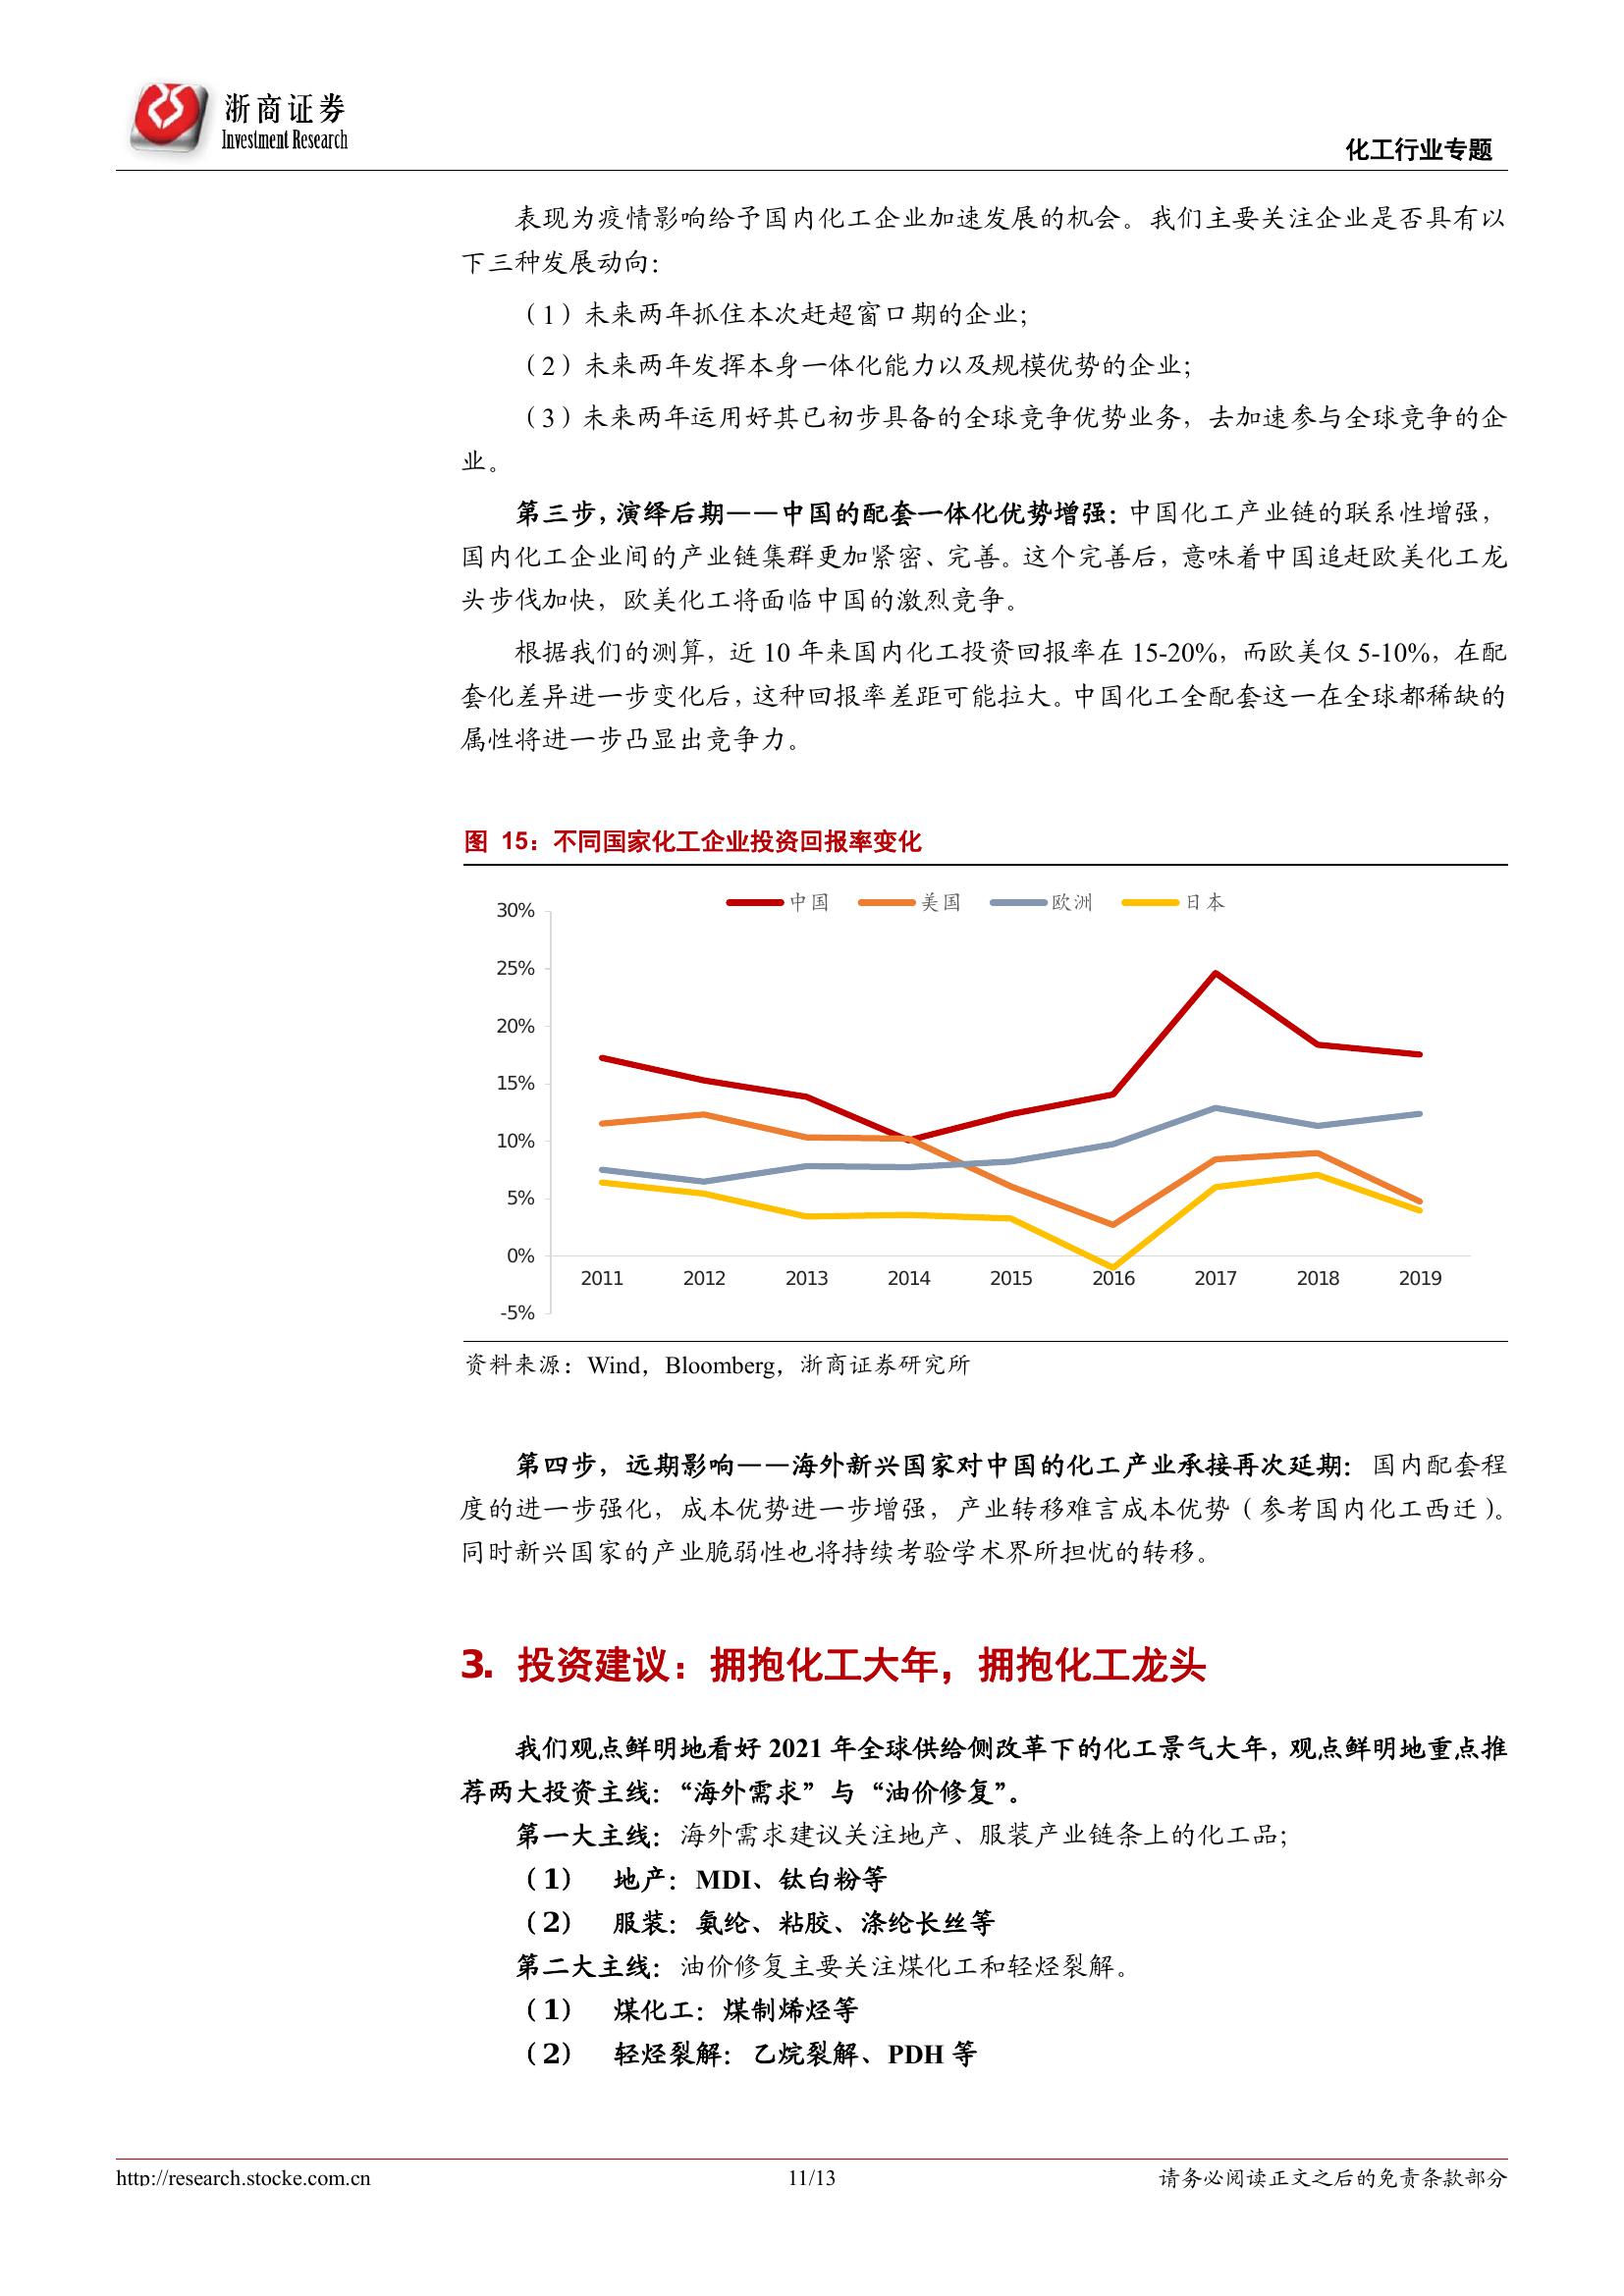 浙商证券
Investment Research
化工行业专题
表现为疫情影响给予国内化工企业加速发展的机会。我们主要关注企业是否具有以
下三种发展动向：
（1）未来两年抓住本次赶超窗口期的企业；
（2）未来两年发挥本身一体化能力以及规模优势的企业；
（3）未来两年运用好其已初步具备的全球竞争优势业务，去加速参与全球竞争的企
业。
第三步，演绎后期——中国的配套一体化优势增强：中国化工产业链的联系性增强，
国内化工企业间的产业链集群更加紧密、完善。这个完善后，意味着中国追赶欧美化工龙
头步伐加快，欧美化工将面临中国的激烈竞争。
根据我们的测算，近 10 年来国内化工投资回报率在 15-20%，而欧美仅 5-10%，在配
套化差异进一步变化后，这种回报率差距可能拉大。中国化工全配套这一在全球都稀缺的
属性将进一步凸显出竞争力。
图 15：不同国家化工企业投资回报率变化
中国 美国 欧洲 日本
30%
25%
20%
15%
10%
5%
0%
2011 2012 2013 2014 2015 2016 2017 2018 2019
-5%
资料来源：Wind，Bloomberg，浙商证券研究所
第四步，远期影响——海外新兴国家对中国的化工产业承接再次延期：国内配套程
度的进一步强化，成本优势进一步增强，产业转移难言成本优势（参考国内化工西迁）。
同时新兴国家的产业脆弱性也将持续考验学术界所担忧的转移。
3. 投资建议：拥抱化工大年，拥抱化工龙头
我们观点鲜明地看好 2021 年全球供给侧改革下的化工景气大年，观点鲜明地重点推
荐两大投资主线：“海外需求”与“油价修复”。
第一大主线：海外需求建议关注地产、服装产业链条上的化工品；
（1） 地产：MDI、钛白粉等
（2） 服装：氨纶、粘胶、涤纶长丝等
第二大主线：油价修复主要关注煤化工和轻烃裂解。
（1） 煤化工：煤制烯烃等
（2） 轻烃裂解：乙烷裂解、PDH 等
http://research.stocke.com.cn 11/13 请务必阅读正文之后的免责条款部分